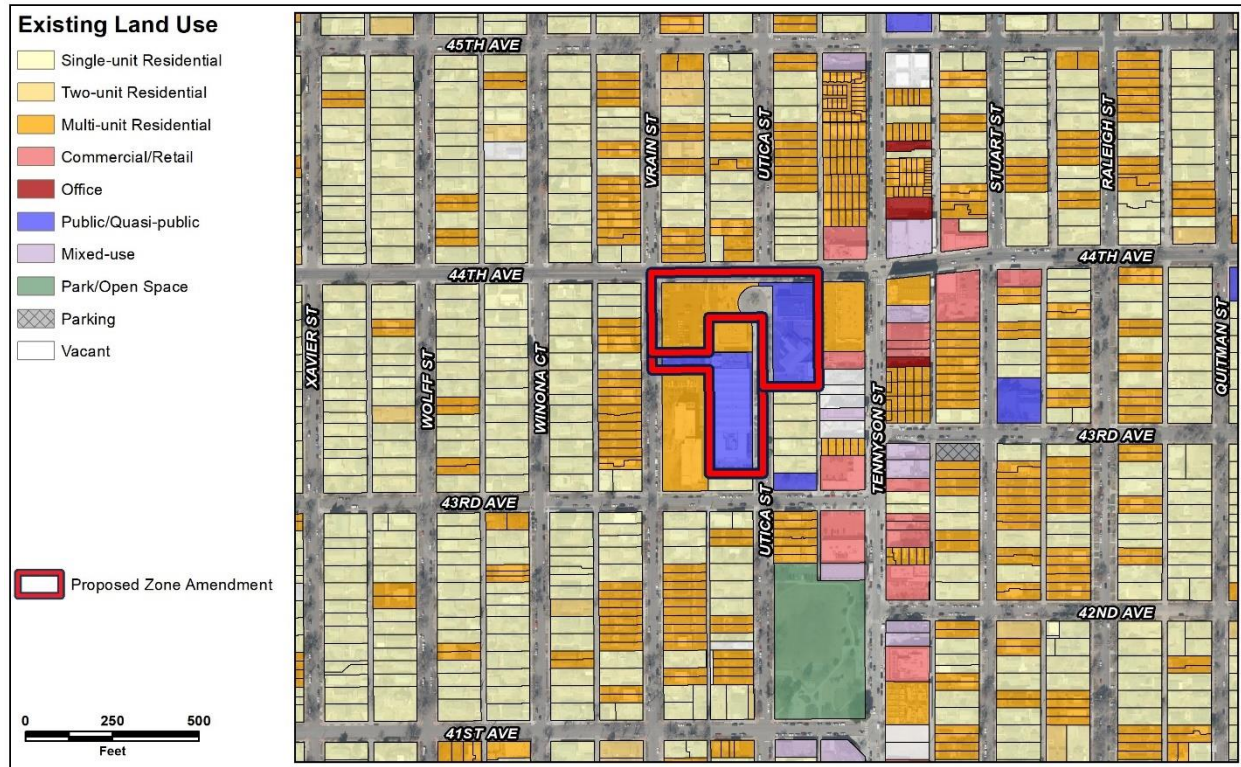 Existing Land Use
Single-unit Residential
Two-unit Residential
Multi-unit Residential
Commercial/Retail
Office
Public/Quasi-public
Mixed-use
Park/Open Space
Parking
Vacant
Proposed Zone Amendment
0 250 500
Feet
45TH AVE
VRAIN ST
UTICA ST
STUART ST
RALEIGH ST
44TH AVE
44TH AVE
XAVIER ST
WOLFF ST
WINONA CT
TENNYSON ST
QUITMAN ST
43RD AVE
43RD AVE
UTICA ST
42ND AVE
41ST AVE